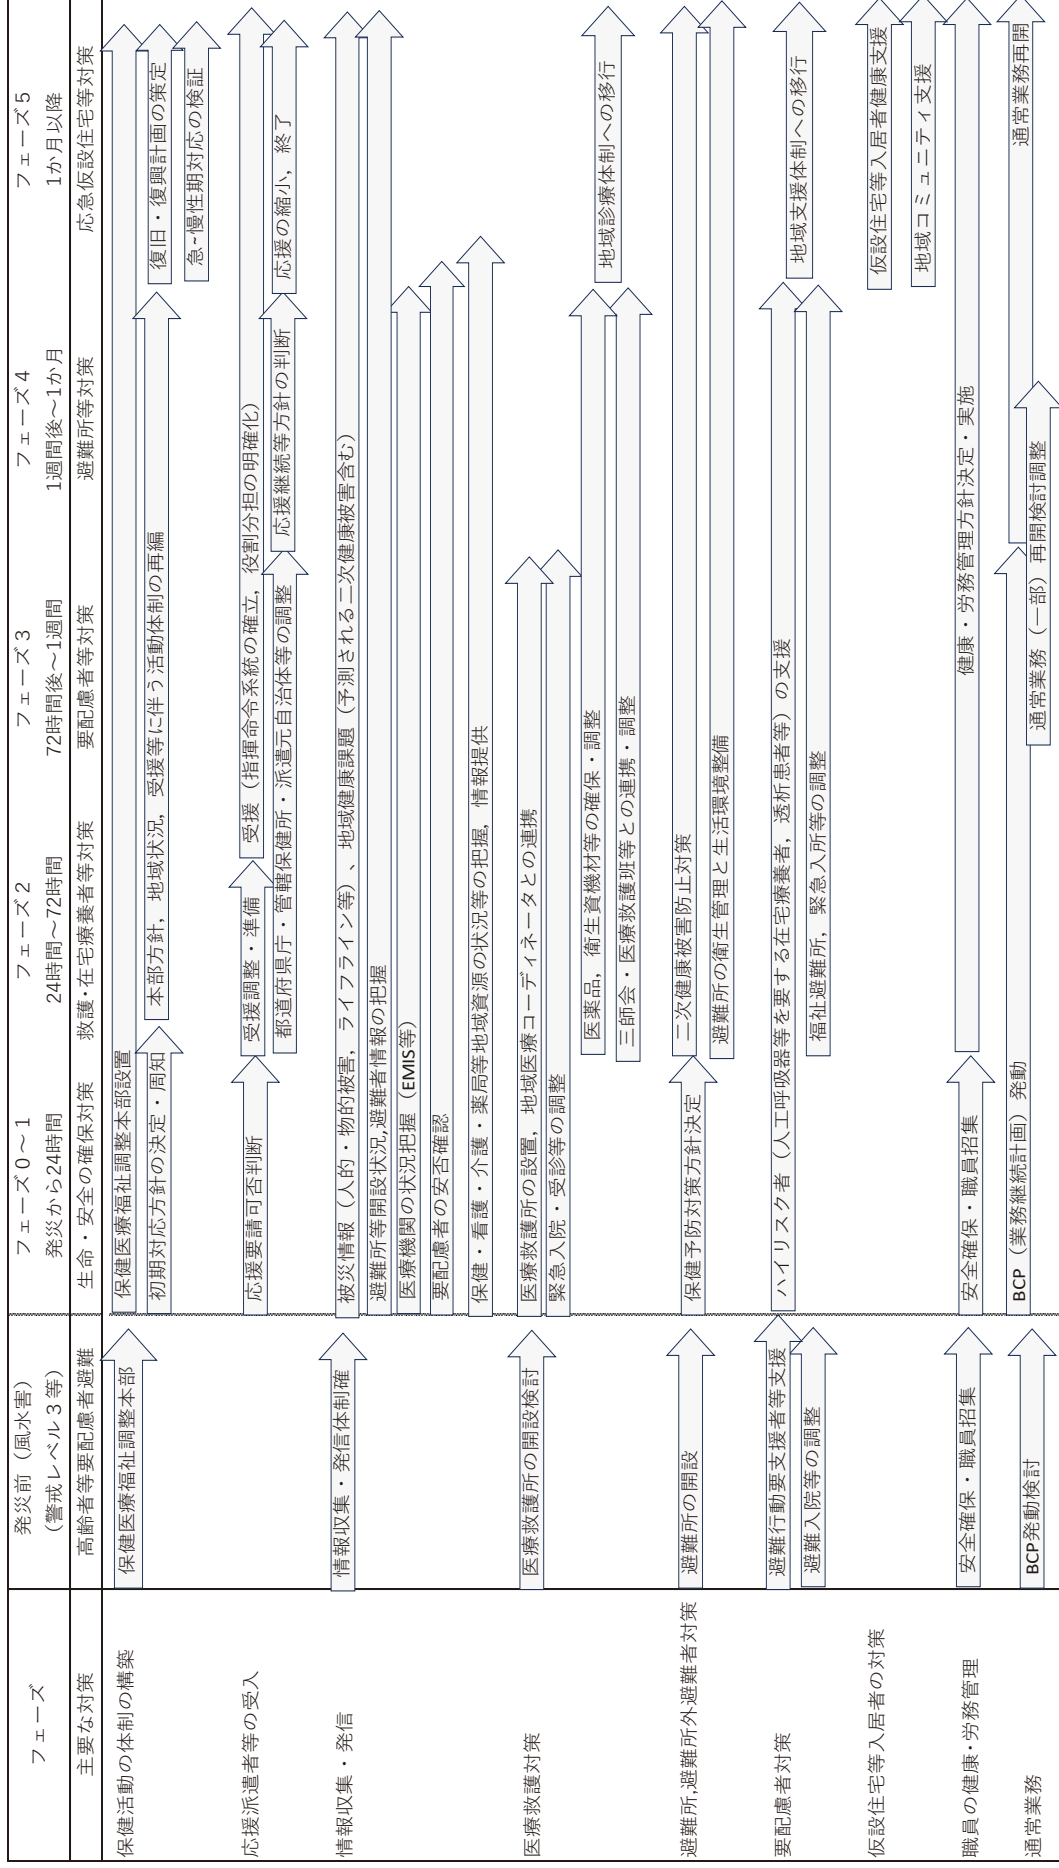 フェーズ
発災前（風水害）
（警戒レベル３等）
フェーズ０～１
発災から24時間
フェーズ２
24時間～72時間
フェーズ３
72時間後～1週間
フェーズ４
1週間後～1か月
フェーズ５
1か月以降
主要な対策
高齢者等要配慮者避難
生命・安全の確保対策
救護・在宅療養者等対策
要配慮者等対策
避難所等対策
応急仮設住宅等対策
保健活動の体制の構築
保健医療福祉調整本部
保健医療福祉調整本部設置
初期対応方針の決定・周知
本部方針，地域状況，受援等に伴う活動体制の再編
復旧・復興計画の策定
急~慢性期対応の検証
応援派遣者等の受入
応援要請可否判断
受援調整・準備
受援（指揮命令系統の確立，役割分担の明確化）
都道府県庁・管轄保健所・派遣元自治体等の調整
応援継続等方針の判断
応援の縮小，終了
情報収集・発信
情報収集・発信体制確
被災情報（人的・物的被害，ライフライン等）、地域健康課題（予測される二次健康被害含む）
避難所等開設状況,避難者情報の把握
医療機関の状況把握（EMIS等）
要配慮者の安否確認
保健・看護・介護・薬局等地域資源の状況等の把握，情報提供
医療救護対策
医療救護所の開設検討
医療救護所の設置，地域医療コーディネータとの連携
緊急入院・受診等の調整
医薬品，衛生資機材等の確保・調整
三師会・医療救護班等との連携・調整
地域診療体制への移行
避難所,避難所外避難者対策
避難所の開設
保健予防対策方針決定
二次健康被害防止対策
避難所の衛生管理と生活環境整備
要配慮者対策
避難行動要支援者等支援
避難入院等の調整
ハイリスク者（人工呼吸器等を要する在宅療養者，透析患者等）の支援
福祉避難所，緊急入所等の調整
地域支援体制への移行
仮設住宅等入居者の対策
仮設住宅等入居者健康支援
地域コミュニティ支援
職員の健康・労務管理
安全確保・職員招集
安全確保・職員招集
健康・労務管理方針決定・実施
通常業務
BCP発動検討
BCP（業務継続計画）発動
通常業務（一部）再開検討調整
通常業務再開